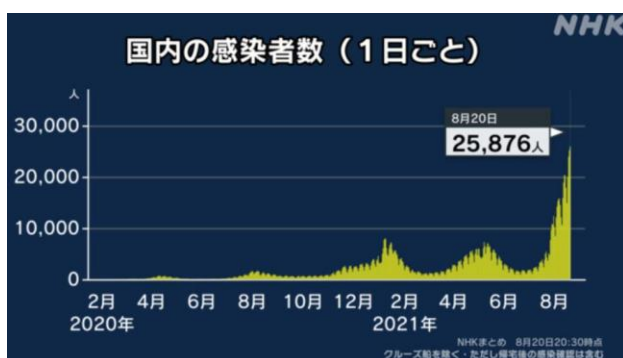 NHK
国内の感染者数（1日ごと）
人
8月20日
25,876人
30,000
20,000
10,000
0
2月 4月 6月 8月 10月 12月 2月 4月 6月 8月
2020年 2021年
NHKまとめ 8月20日20:30時点
クルーズ船を除く・ただし帰宅後の感染確認は含む